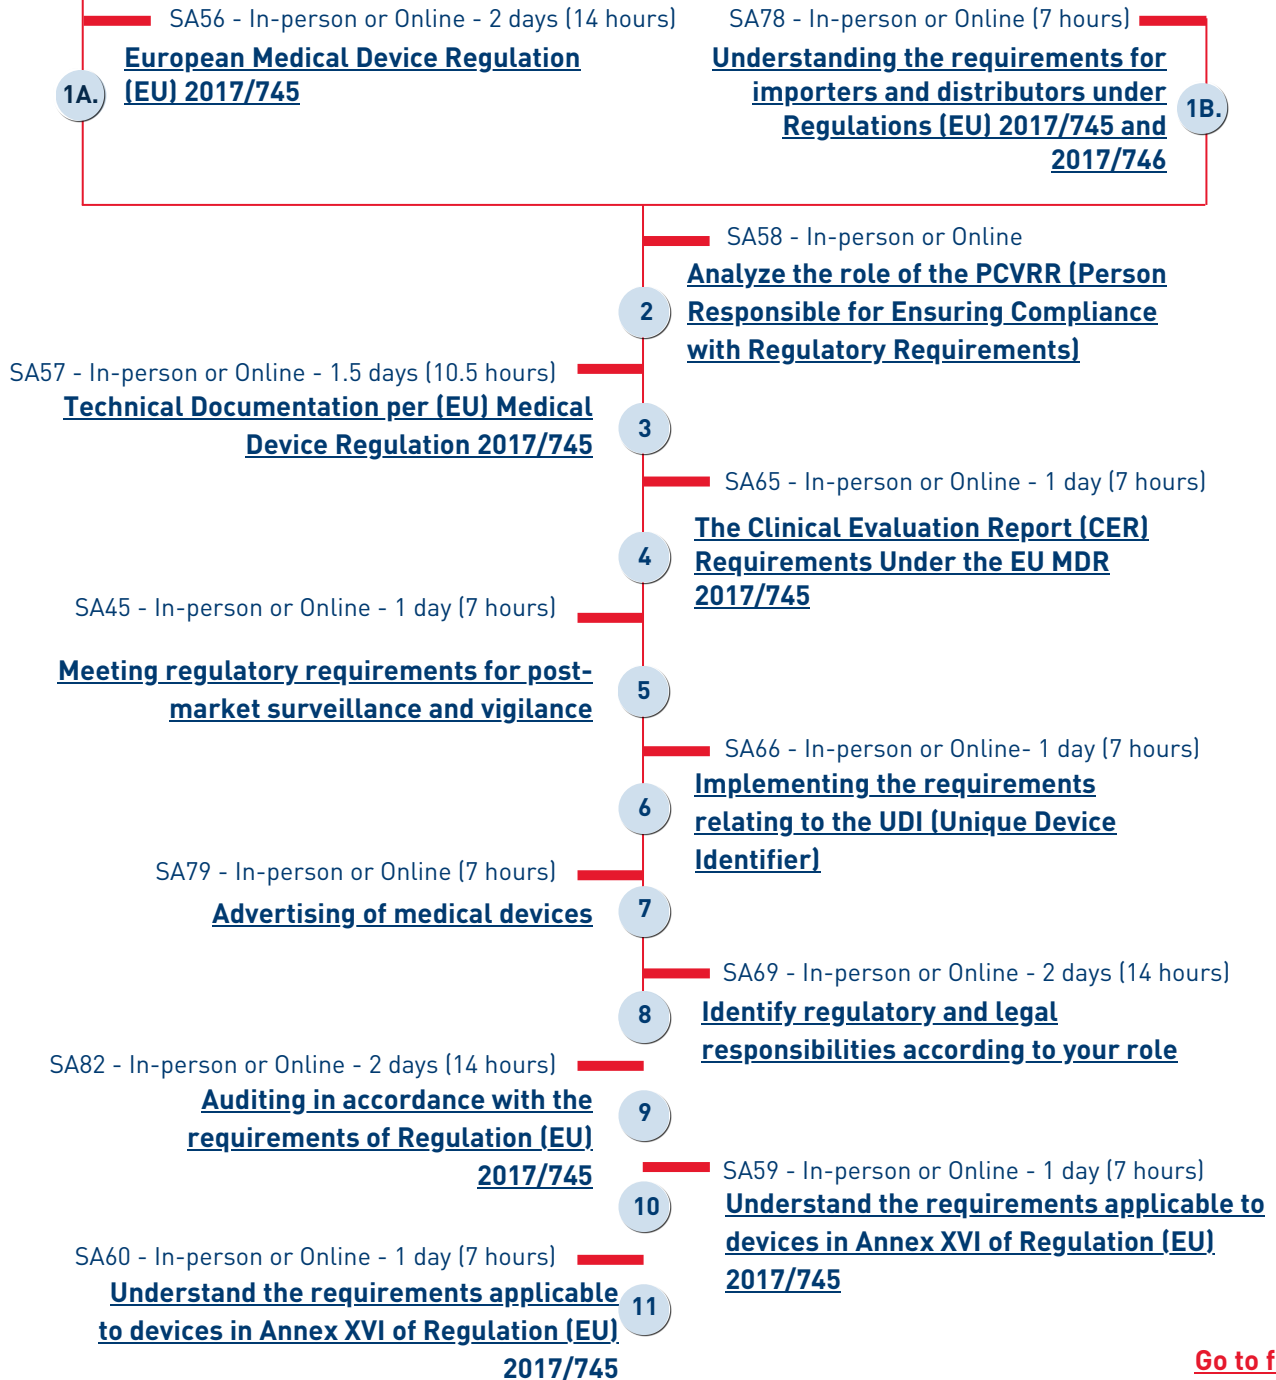 SA56 - In-person or Online - 2 days (14 hours)
European Medical Device Regulation
(EU) 2017/745
1A.
SA78 - In-person or Online (7 hours)
Understanding the requirements for
importers and distributors under
Regulations (EU) 2017/745 and
2017/746
1B.
SA58 - In-person or Online
Analyze the role of the PCVRR (Person
Responsible for Ensuring Compliance
with Regulatory Requirements)
2
SA57 - In-person or Online - 1.5 days (10.5 hours)
Technical Documentation per (EU) Medical
Device Regulation 2017/745
3
SA65 - In-person or Online - 1 day (7 hours)
The Clinical Evaluation Report (CER)
Requirements Under the EU MDR
2017/745
4
SA45 - In-person or Online - 1 day (7 hours)
Meeting regulatory requirements for post-
market surveillance and vigilance
5
SA66 - In-person or Online- 1 day (7 hours)
Implementing the requirements
relating to the UDI (Unique Device
Identifier)
6
SA79 - In-person or Online (7 hours)
Advertising of medical devices
7
SA69 - In-person or Online - 2 days (14 hours)
Identify regulatory and legal
responsibilities according to your role
8
SA82 - In-person or Online - 2 days (14 hours)
Auditing in accordance with the
requirements of Regulation (EU)
2017/745
9
SA59 - In-person or Online - 1 day (7 hours)
Understand the requirements applicable to
devices in Annex XVI of Regulation (EU)
2017/745
10
SA60 - In-person or Online - 1 day (7 hours)
Understand the requirements applicable
to devices in Annex XVI of Regulation (EU)
2017/745
11
Go to f